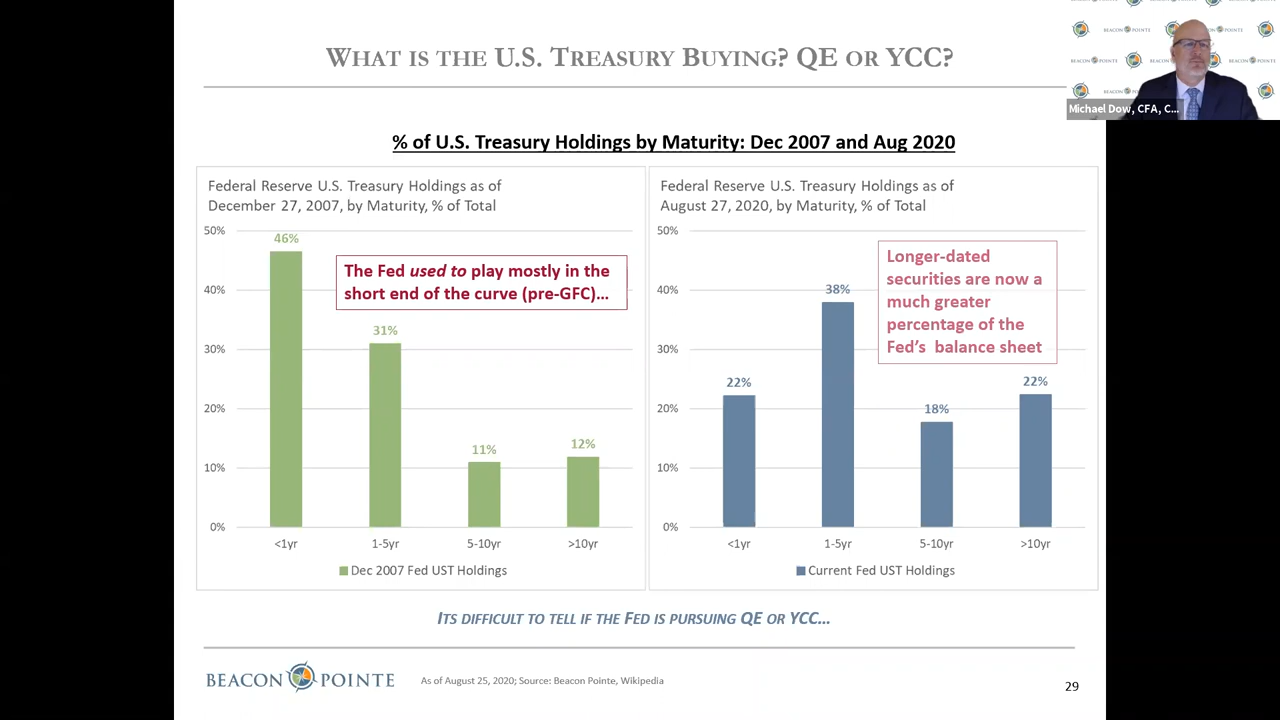 WHAT IS THE U.S. TREASURY BUYING? QE OR YCC?
BEACON POINTE
BEACON POINTE
BEACON POINTE
Michael Dow, CFA, C...
% of U.S. Treasury Holdings by Maturity: Dec 2007 and Aug 2020
Federal Reserve U.S. Treasury Holdings as of
December 27, 2007, by Maturity, % of Total
50%
40%
30%
20%
10%
0%
46%
31%
11%
12%
The Fed used to play mostly in the
short end of the curve (pre-GFC)...
<1yr
1-5yr
5-10yr
>10yr
Dec 2007 Fed UST Holdings
Federal Reserve U.S. Treasury Holdings as of
August 27, 2020, by Maturity, % of Total
50%
40%
30%
20%
10%
0%
22%
38%
18%
22%
Longer-dated
securities are now a
much greater
percentage of the
Fed's balance sheet
<1yr
1-5yr
5-10yr
>10yr
Current Fed UST Holdings
ITS DIFFICULT TO TELL IF THE FED IS PURSUING QE OR YCC...
BEACON POINTE
As of August 25, 2020; Source: Beacon Pointe, Wikipedia
29